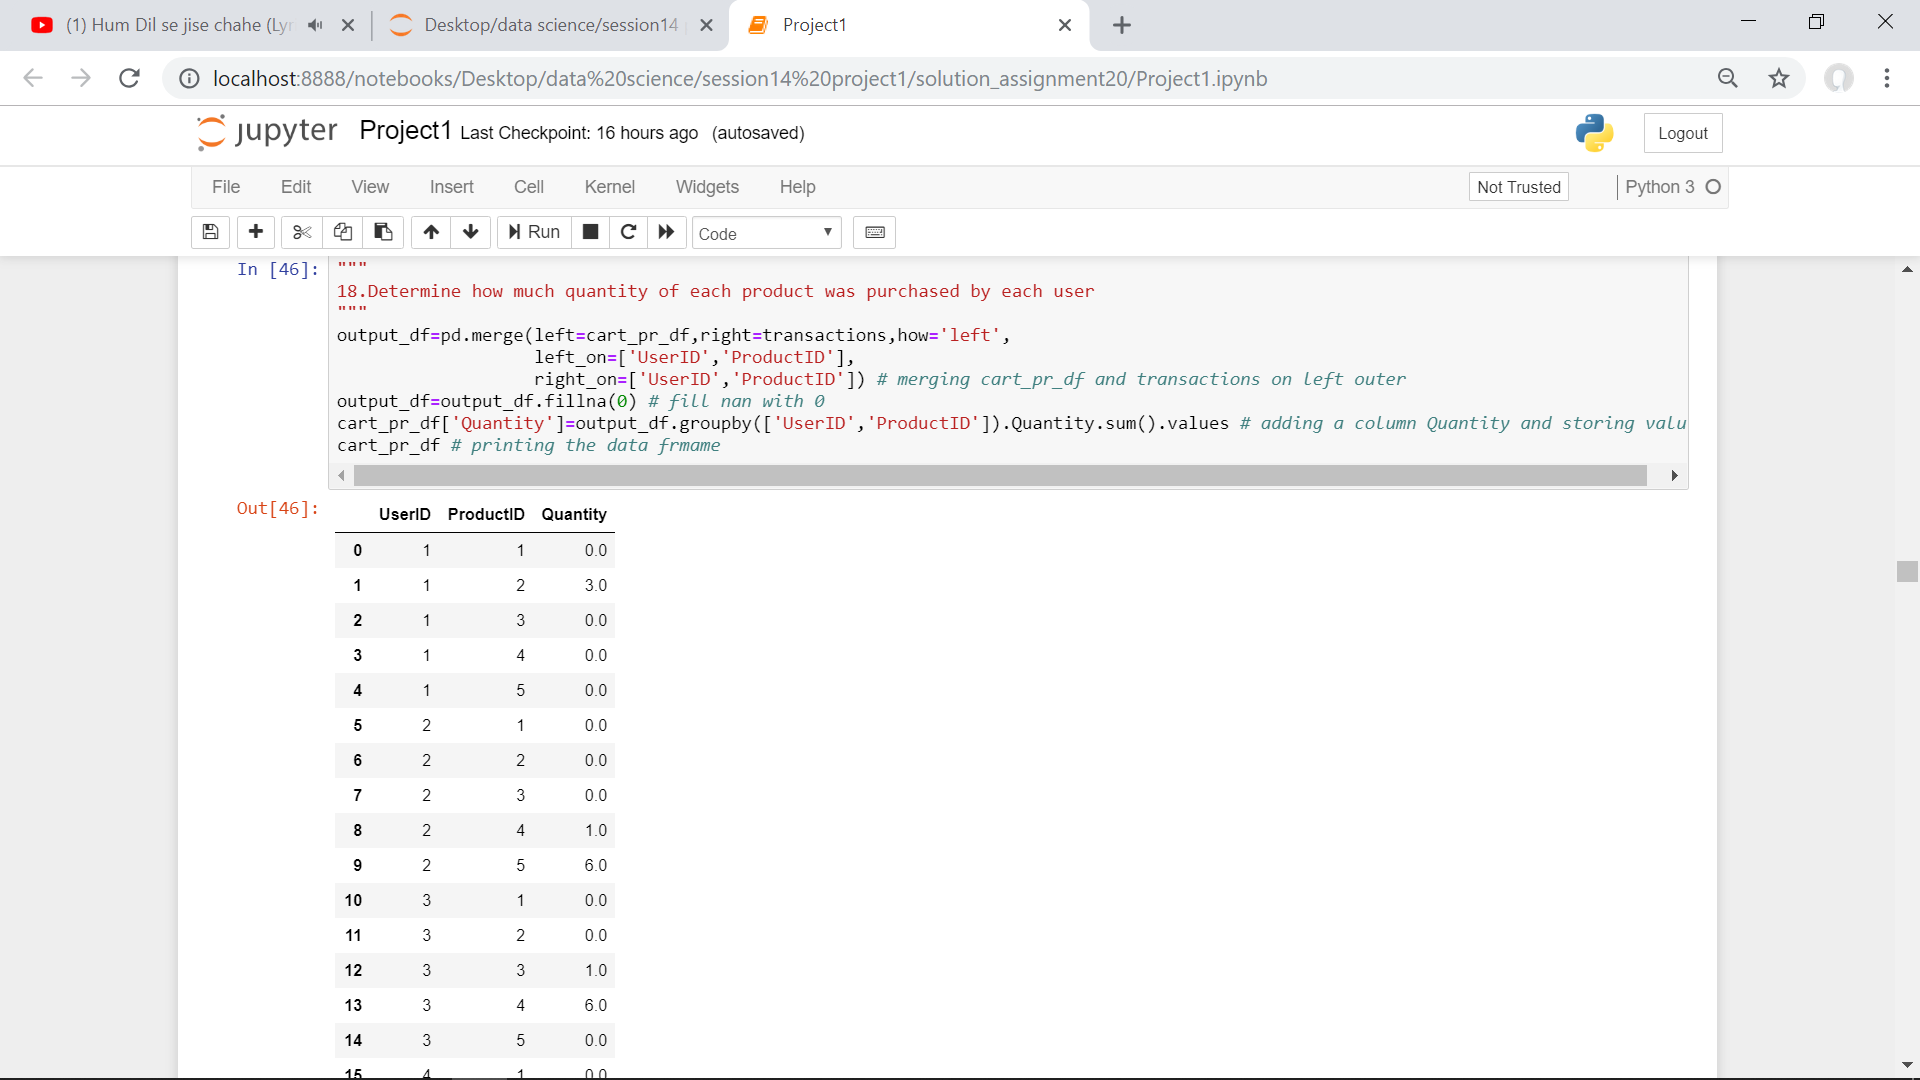 (1) Hum Dil se jise chahe (Lyr
Desktop/data science/session14
Project1
localhost:8888/notebooks/Desktop/data%20science/session14%20project1/solution_assignment20/Project1.ipynb
jupyter Project1 Last Checkpoint: 16 hours ago (autosaved)
Logout
File Edit View Insert Cell Kernel Widgets Help
Not Trusted
Python 3
Run
Code
In [46]: """
18.Determine how much quantity of each product was purchased by each user
"""
output_df=pd.merge(left=cart_pr_df,right=transactions,how='left',
left_on=['UserID','ProductID'],
right_on=['UserID','ProductID']) # merging cart_pr_df and transactions on left outer
output_df=output_df.fillna(0) # fill nan with 0
cart_pr_df['Quantity']=output_df.groupby(['UserID','ProductID']).Quantity.sum().values # adding a column Quantity and storing valu
cart_pr_df # printing the data frmame
Out[46]:
UserID ProductID Quantity
0 1 1 0.0
1 1 2 3.0
2 1 3 0.0
3 1 4 0.0
4 1 5 0.0
5 2 1 0.0
6 2 2 0.0
7 2 3 0.0
8 2 4 1.0
9 2 5 6.0
10 3 1 0.0
11 3 2 0.0
12 3 3 1.0
13 3 4 6.0
14 3 5 0.0
15 4 1 0.0